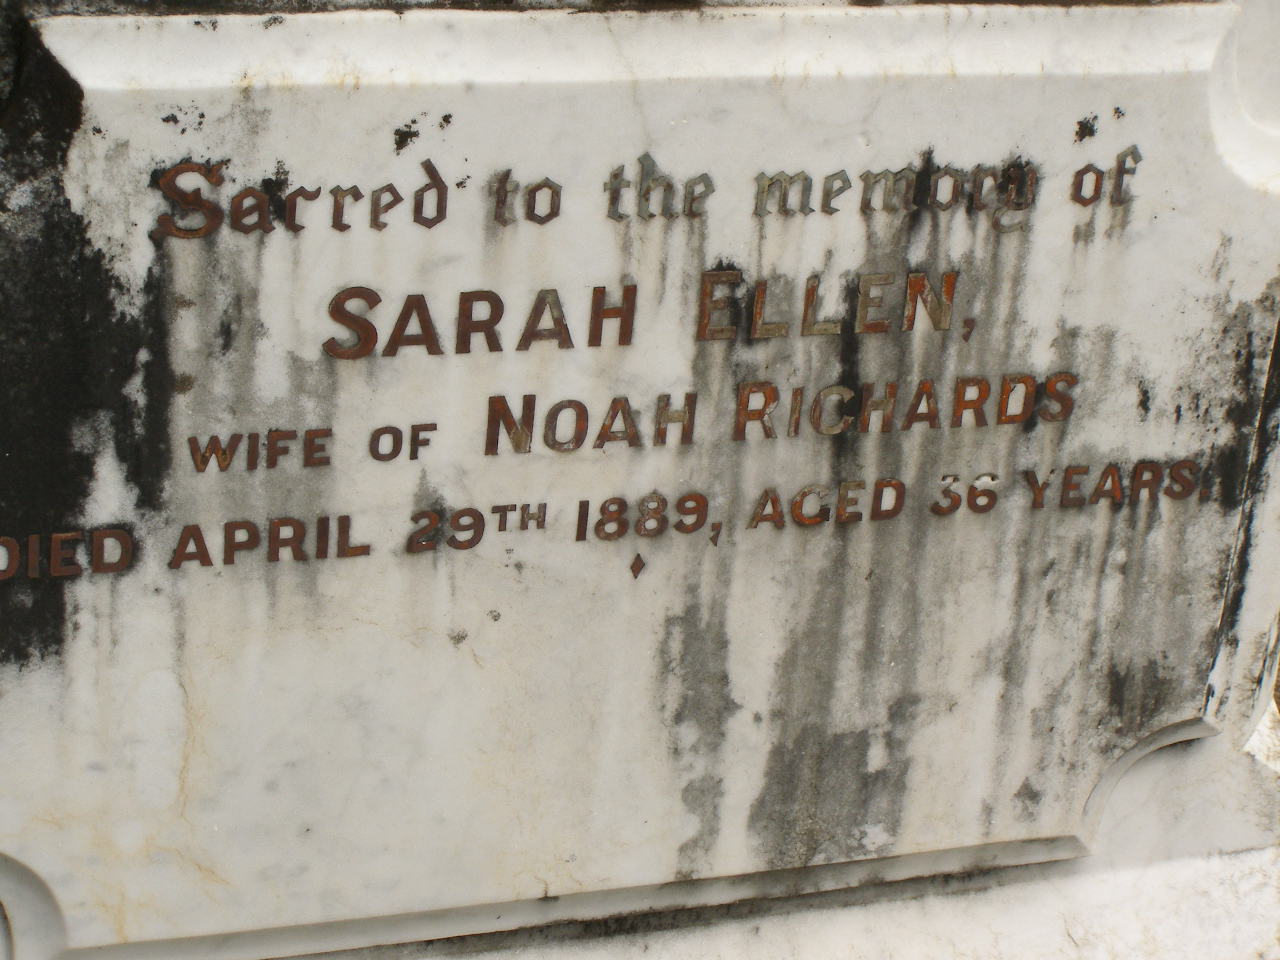 Sacred to the memory of
SARAH ELLEN,
WIFE OF NOAH RICHARDS
DIED APRIL 29TH 1889, AGED 36 YEARS.